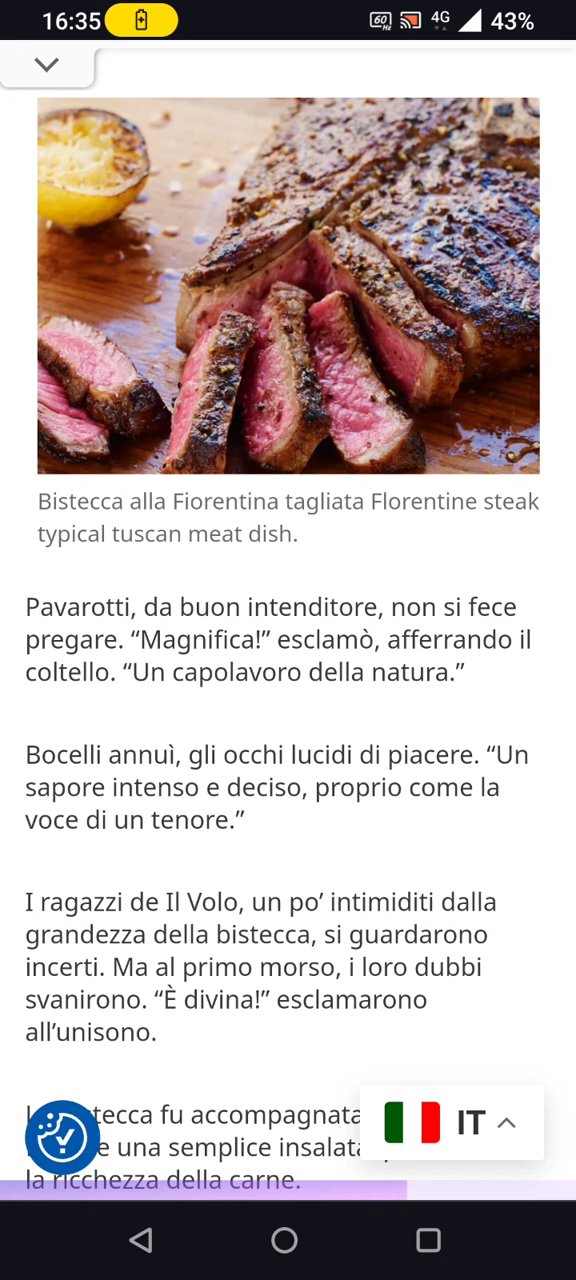 16:35
60
Hz
4G
43%
Bistecca alla Fiorentina tagliata Florentine steak
typical tuscan meat dish.
Pavarotti, da buon intenditore, non si fece
pregare. “Magnifica!” esclamò, afferrando il
coltello. “Un capolavoro della natura.”
Bocelli annuì, gli occhi lucidi di piacere. “Un
sapore intenso e deciso, proprio come la
voce di un tenore.”
I ragazzi de Il Volo, un po’ intimiditi dalla
grandezza della bistecca, si guardarono
incerti. Ma al primo morso, i loro dubbi
svanirono. “È divina!” esclamarono
all’unisono.
fu accompagnata
e una semplice insalata
la ricchezza della carne.
IT